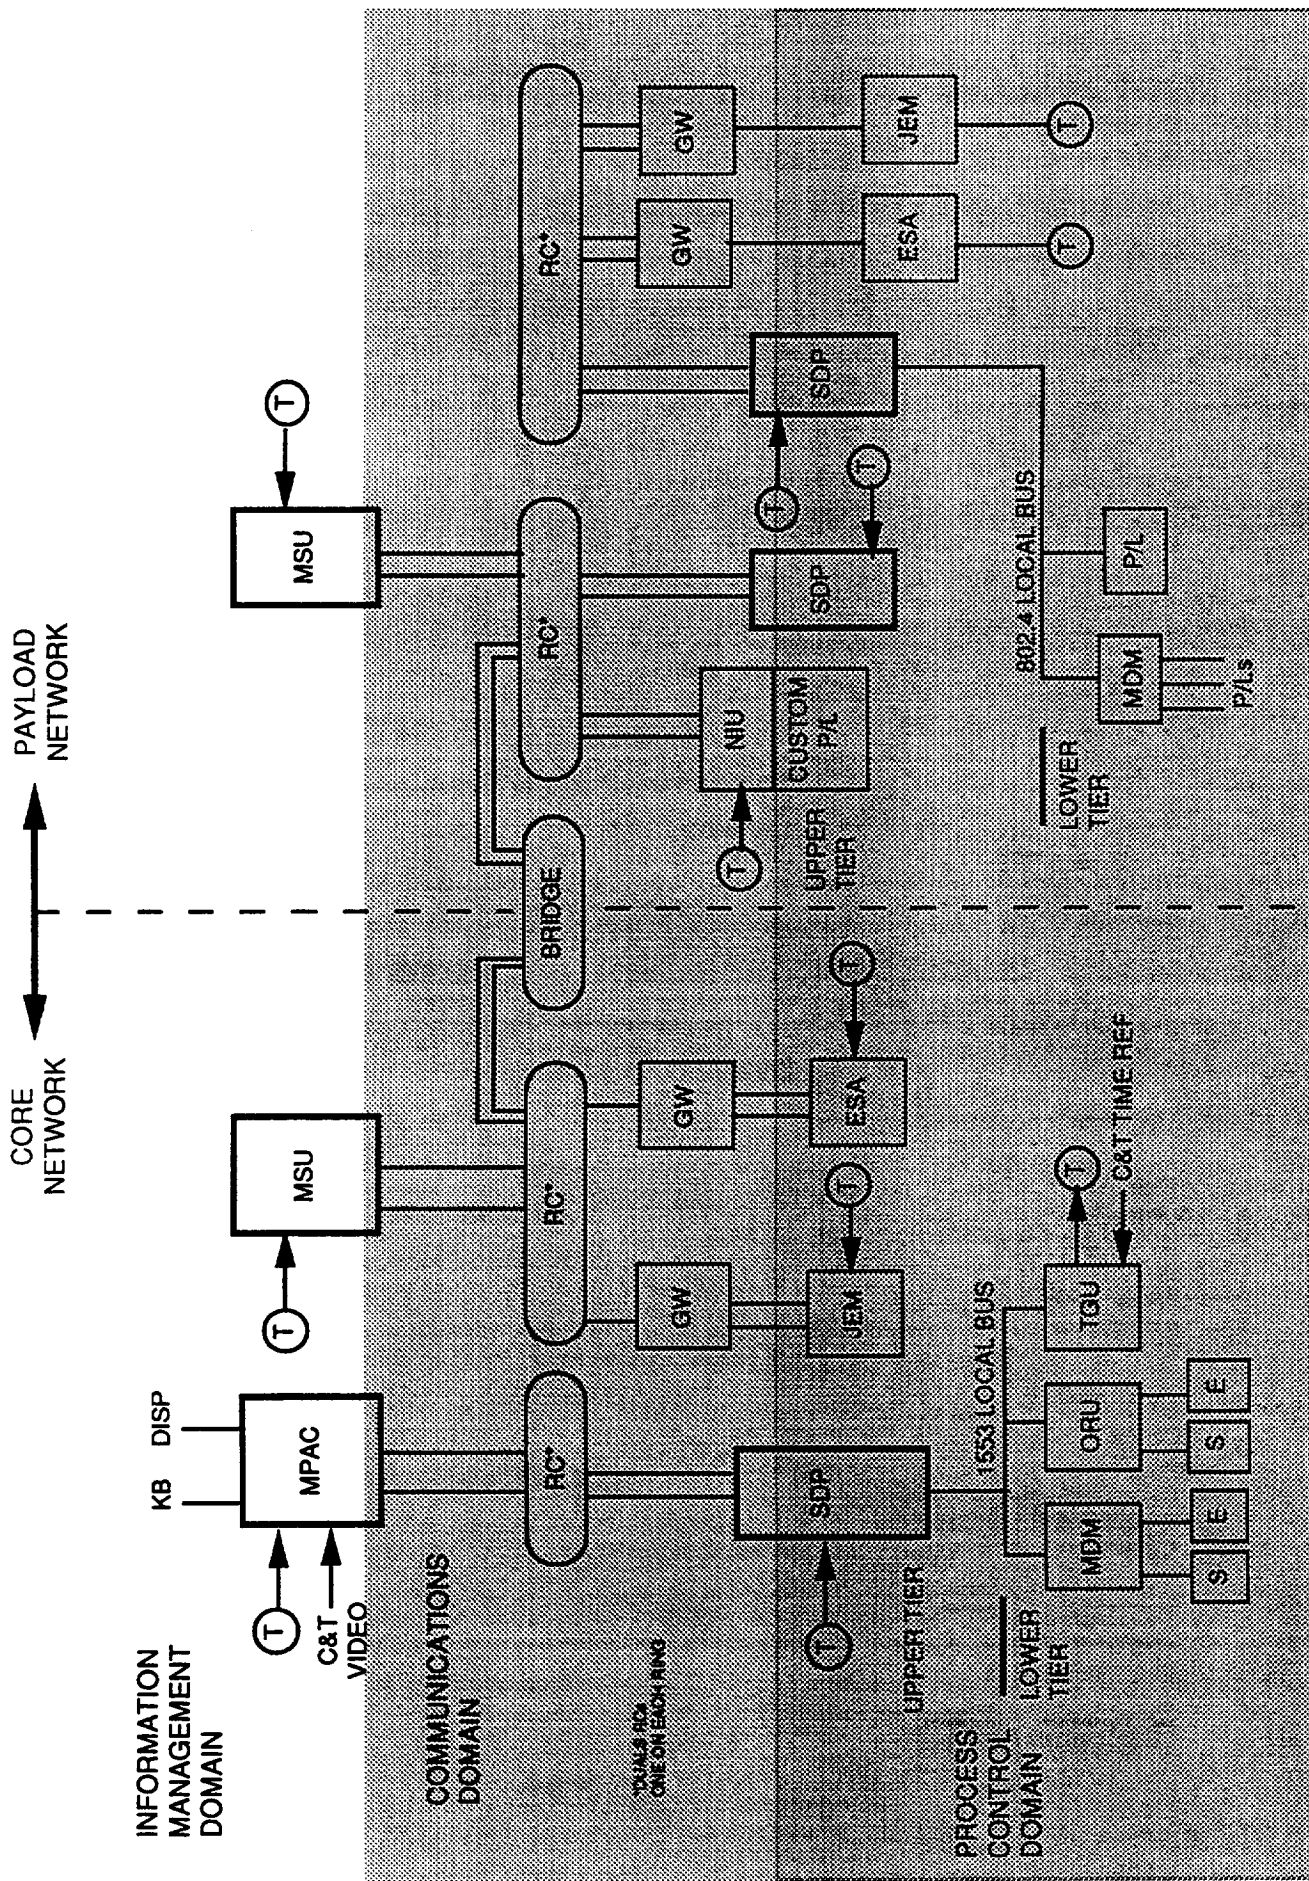 CORE
NETWORK
PAYLOAD
NETWORK
INFORMATION
MANAGEMENT
DOMAIN
KB
DISP
T
C&T
VIDEO
MPAC
T
MSU
MSU
T
COMMUNICATIONS
DOMAIN
RC*
RC*
BRIDGE
RC*
RC*
*DUALS RCs
ONE ON EACH RING
GW
GW
NIU
GW
GW
T
SDP
JEM
T
ESA
T
T
CUSTOM
P/L
SDP
T
T
SDP
ESA
T
JEM
T
UPPER TIER
UPPER
TIER
PROCESS
CONTROL
DOMAIN
LOWER
TIER
1553 LOCAL BUS
MDM
S
E
ORU
S
E
TGU
T
C&T TIME REF
LOWER
TIER
802.4 LOCAL BUS
MDM
P/Ls
P/L